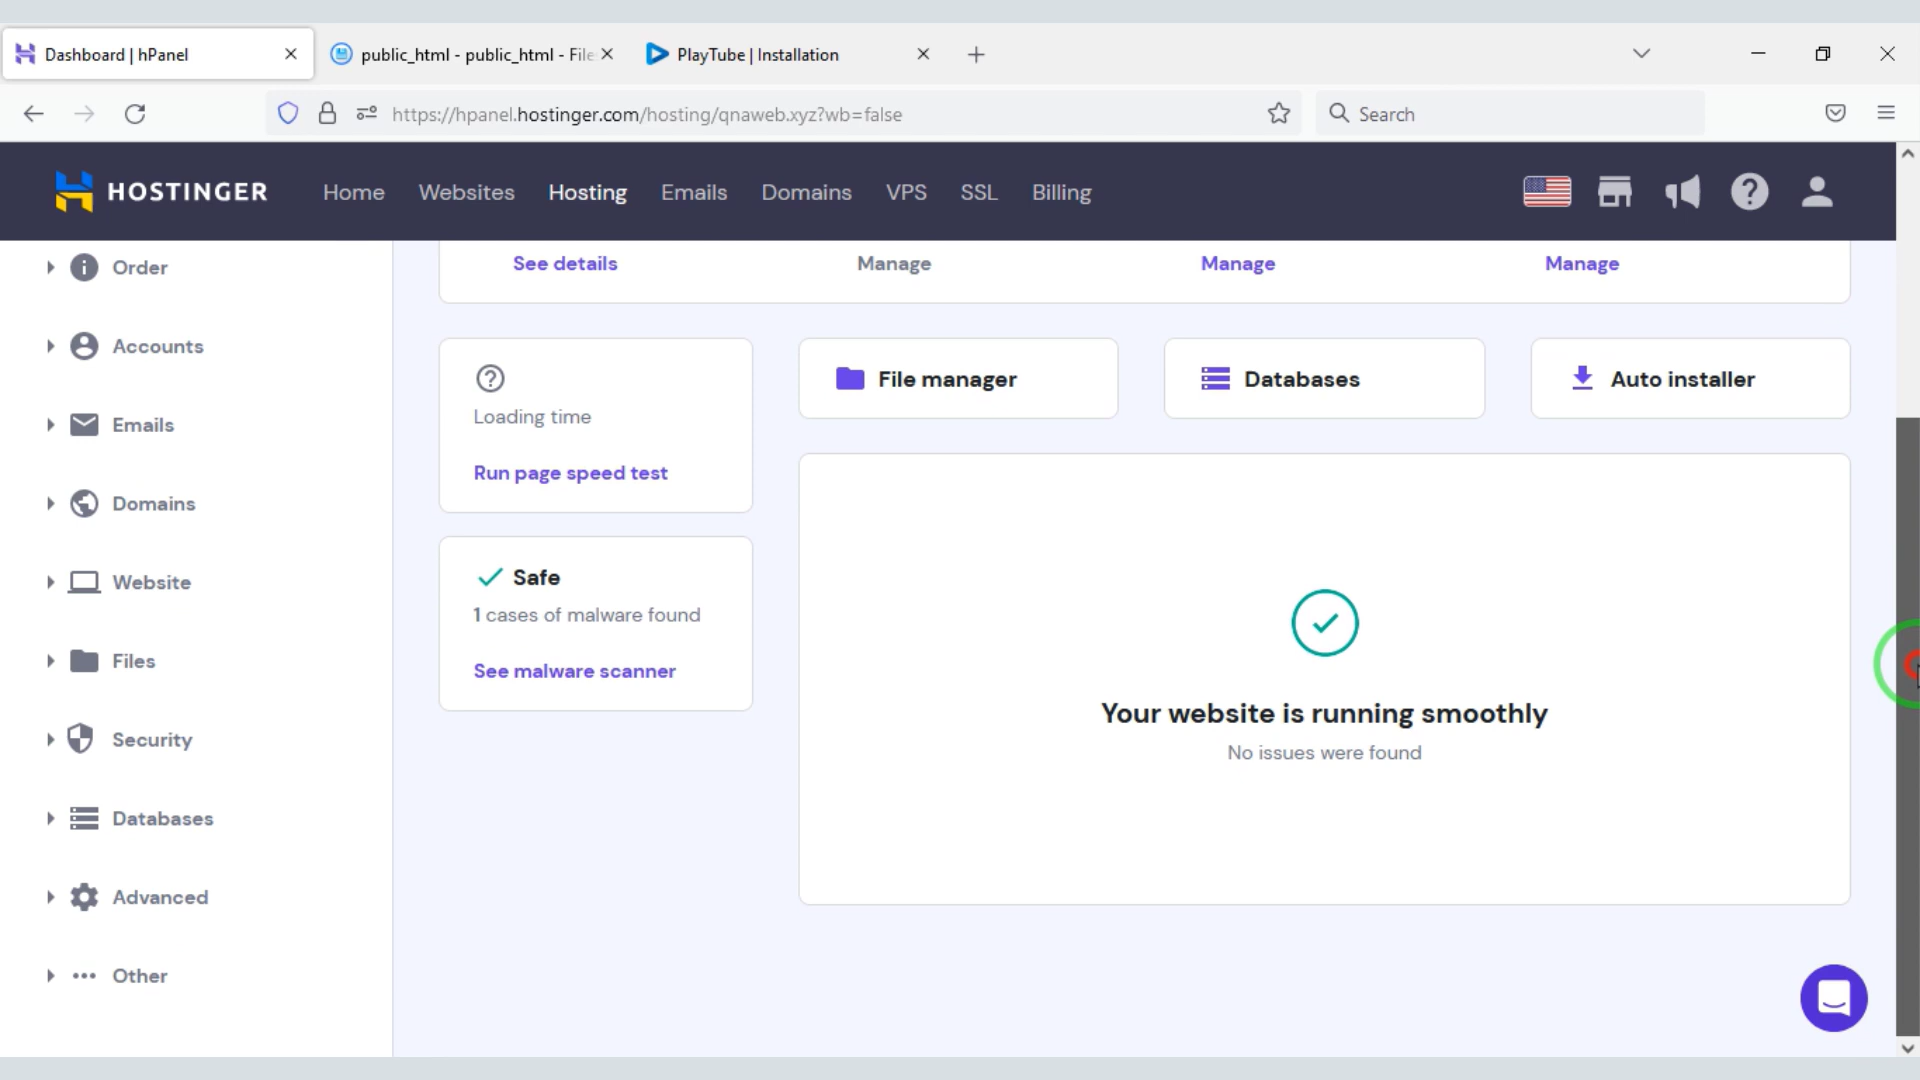 Dashboard | hPanel
public_html - public_html - File
PlayTube | Installation
https://hpanel.hostinger.com/hosting/qnaweb.xyz?wb=false
Search
HOSTINGER
Home
Websites
Hosting
Emails
Domains
VPS
SSL
Billing
Order
Accounts
Emails
Domains
Website
Files
Security
Databases
Advanced
Other
See details
Manage
Manage
Manage
Loading time
Run page speed test
File manager
Databases
Auto installer
Safe
1 cases of malware found
See malware scanner
Your website is running smoothly
No issues were found